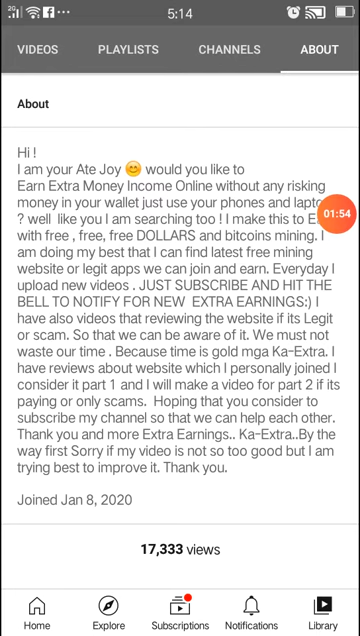 2G 5:14
VIDEOS PLAYLISTS CHANNELS ABOUT
About
Hi !
I am your Ate Joy 😊 would you like to
Earn Extra Money Income Online without any risking
money in your wallet just use your phones and lapto
? well like you I am searching too ! I make this to E
with free , free, free DOLLARS and bitcoins mining. I
am doing my best that I can find latest free mining
website or legit apps we can join and earn. Everyday I
upload new videos . JUST SUBSCRIBE AND HIT THE
BELL TO NOTIFY FOR NEW EXTRA EARNINGS:) I
have also videos that reviewing the website if its Legit
or scam. So that we can be aware of it. We must not
waste our time . Because time is gold mga Ka-Extra. I
have reviews about website which I personally joined I
consider it part 1 and I will make a video for part 2 if its
paying or only scams. Hoping that you consider to
subscribe my channel so that we can help each other.
Thank you and more Extra Earnings.. Ka-Extra..By the
way first Sorry if my video is not so too good but I am
trying best to improve it. Thank you.
01:54
Joined Jan 8, 2020
17,333 views
Home Explore Subscriptions Notifications Library